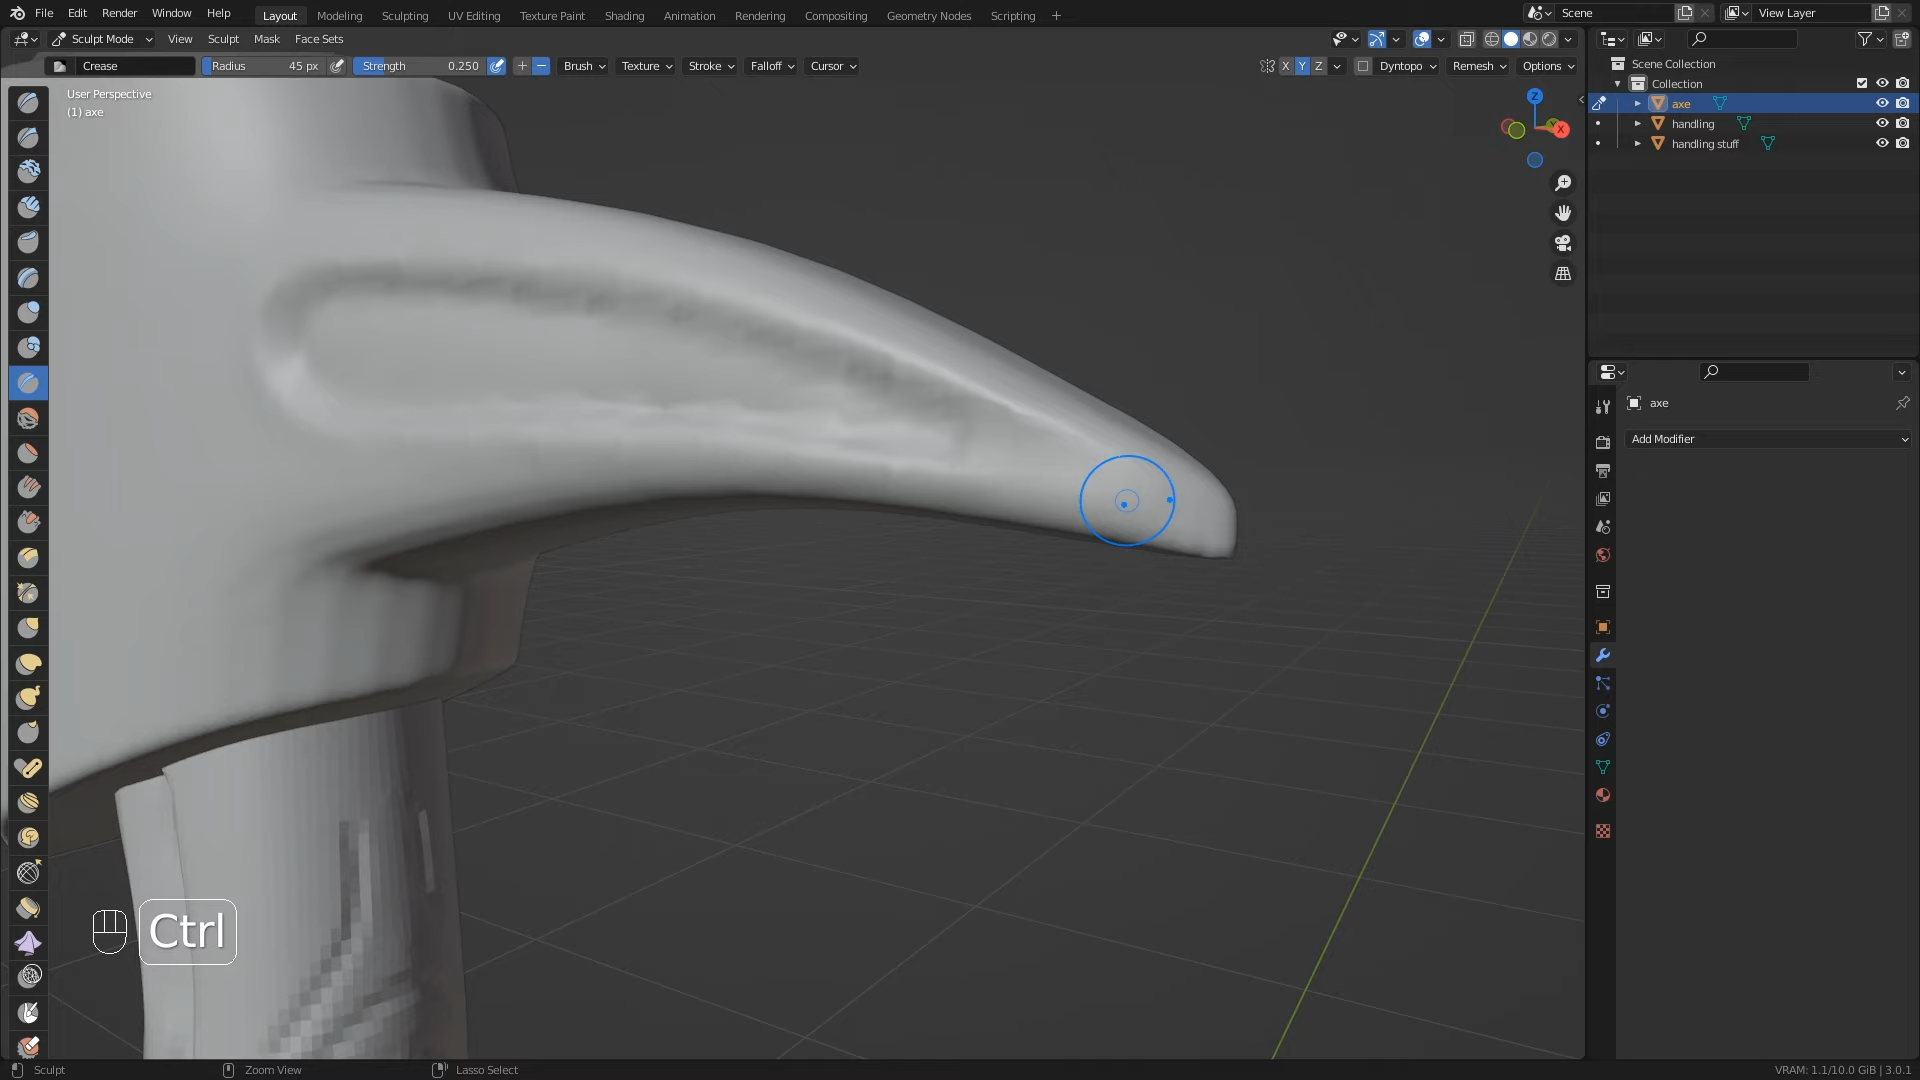 File Edit Render Window Help Layout Modeling Sculpting UV Editing Texture Paint Shading Animation Rendering Compositing Geometry Nodes Scripting + Scene View Layer
Sculpt Mode View Sculpt Mask Face Sets
Crease Radius 45 px Strength 0.250 + − Brush Texture Stroke Falloff Cursor X Y Z Dyntopo Remesh Options
User Perspective
(1) axe
Z
X
Y
Scene Collection
Collection
axe
handling
handling stuff
axe
Add Modifier
Ctrl
Sculpt Zoom View Lasso Select VRAM: 1.1/10.0 GiB | 3.0.1